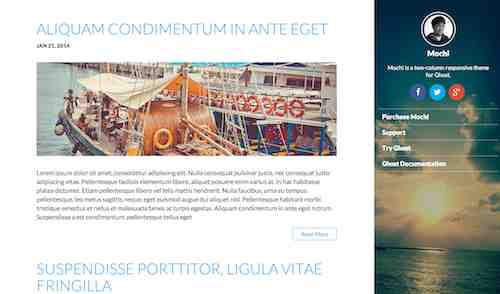 ALIQUAM CONDIMENTUM IN ANTE EGET
JAN 21, 2014
Lorem ipsum dolor sit amet, consectetur adipiscing elit. Nulla consequat pulvinar justo, nec imperdiet justo
adipiscing vitae. Pellentesque facilisis elementum libero, aliquet posuere enim varius at. In hac habitasse
platea dictumst. Etiam pellentesque libero vel felis mattis hendrerit. Nulla faucibus, urna eu tempus
pellentesque, leo metus sagittis, neque, eget euismod augue dui aliquet nisl. Pellentesque habitant morbi
tristique senectus et netus et malesuada fames ac turpis egestas. Aliquam condimentum in ante eget rutrum.
Suspendisse a est condimentum, pellentesque tellus eget
Read More
SUSPENDISSE PORTTITOR, LIGULA VITAE
FRINGILLA
Mochi
Mochi is a two-column responsive theme
for Ghost.
Purchase Mochi
Support
Try Ghost
Ghost Documentation